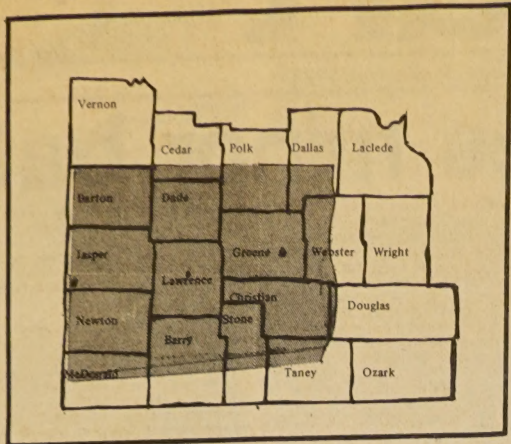 Vernon
Cedar
Polk
Dallas
Laclede
Barton
Dade
Jasper
Lawrence
Greene
Webster
Wright
Christian
Douglas
Newton
Barry
Stone
McDonald
Taney
Ozark